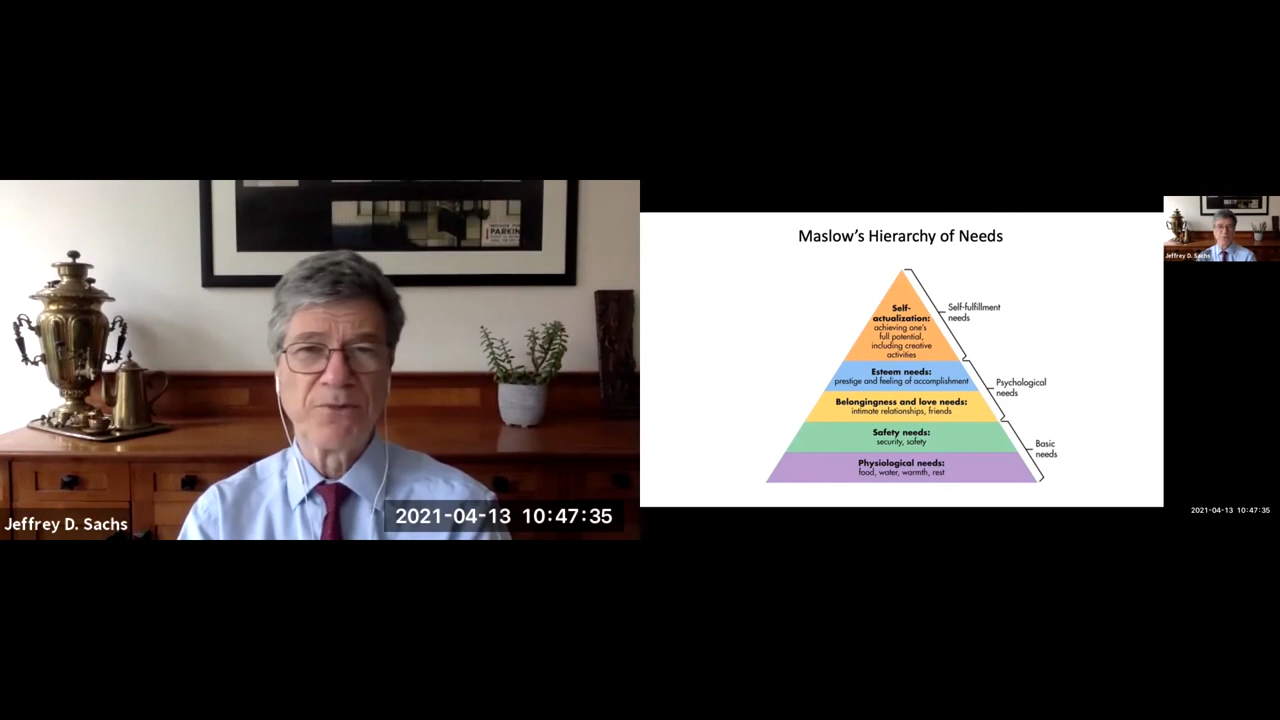 PARKIN
Jeffrey D. Sachs
2021-04-13 10:47:35
Maslow’s Hierarchy of Needs
Self-
actualization:
achieving one’s
full potential,
including creative
activities
Self-fulfillment
needs
Esteem needs:
prestige and feeling of accomplishment
Psychological
needs
Belongingness and love needs:
intimate relationships, friends
Safety needs:
security, safety
Basic
needs
Physiological needs:
food, water, warmth, rest
Jeffrey D. Sachs
2021-04-13 10:47:35